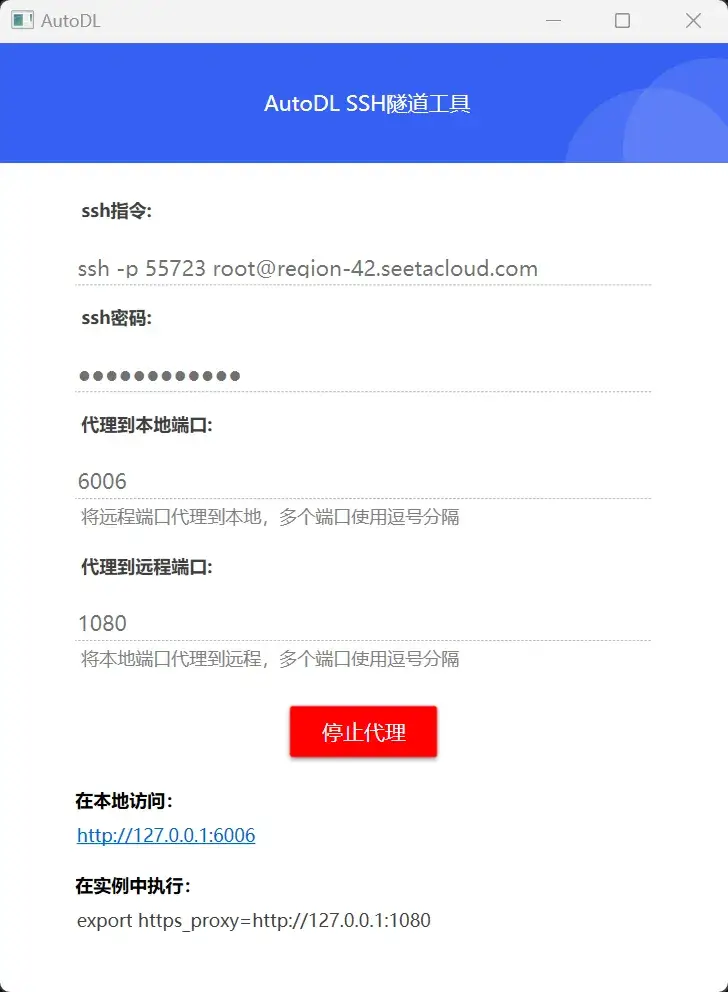 AutoDL
AutoDL SSH隧道工具
ssh指令:
ssh -p 55723 root@region-42.seetacloud.com
ssh密码:
●●●●●●●●●●●●
代理到本地端口:
6006
将远程端口代理到本地，多个端口使用逗号分隔
代理到远程端口:
1080
将本地端口代理到远程，多个端口使用逗号分隔
停止代理
在本地访问:
http://127.0.0.1:6006
在实例中执行:
export https_proxy=http://127.0.0.1:1080